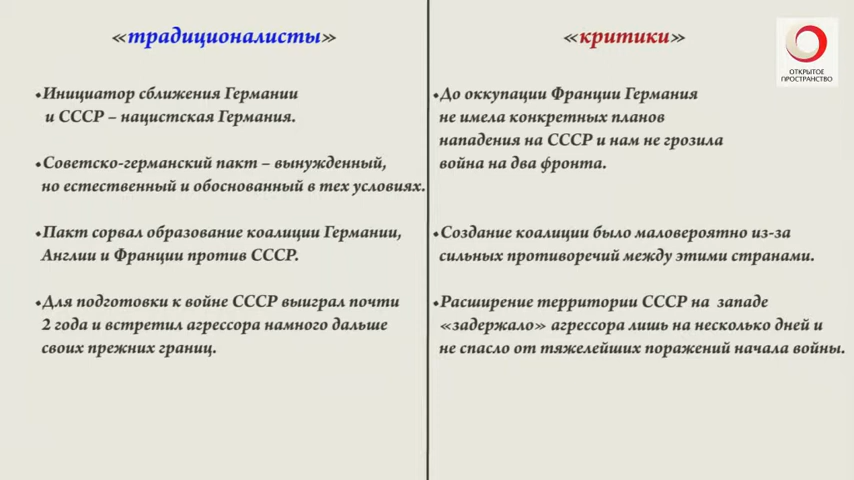 «традиционалисты»
•Инициатор сближения Германии
и СССР – нацистская Германия.
•Советско-германский пакт – вынужденный,
но естественный и обоснованный в тех условиях.
•Пакт сорвал образование коалиции Германии,
Англии и Франции против СССР.
•Для подготовки к войне СССР выиграл почти
2 года и встретил агрессора намного дальше
своих прежних границ.
«критики»
•До оккупации Франции Германия
не имела конкретных планов
нападения на СССР и нам не грозила
война на два фронта.
•Создание коалиции было маловероятно из-за
сильных противоречий между этими странами.
•Расширение территории СССР на западе
«задержало» агрессора лишь на несколько дней и
не спасло от тяжелейших поражений начала войны.
ОТКРЫТОЕ
ПРОСТРАНСТВО